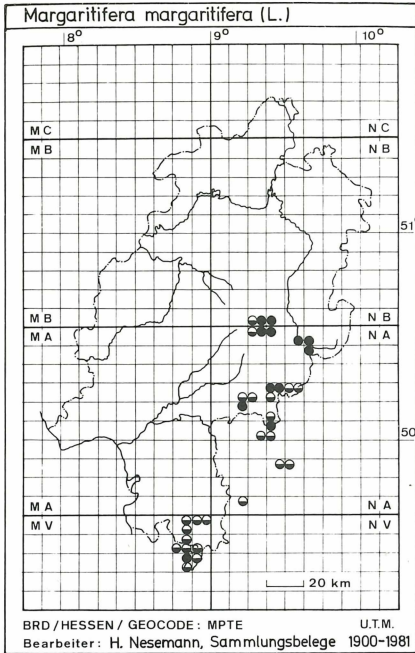 Margaritifera margaritifera (L.)
8° 9° 10°
MC NC
MB NB
51°
MB NB
MA NA
50
MA NA
MV NV
20 km
BRD / HESSEN / GEOCODE : MPTE U.T.M.
Bearbeiter: H. Nesemann, Sammlungsbelege 1900-1981